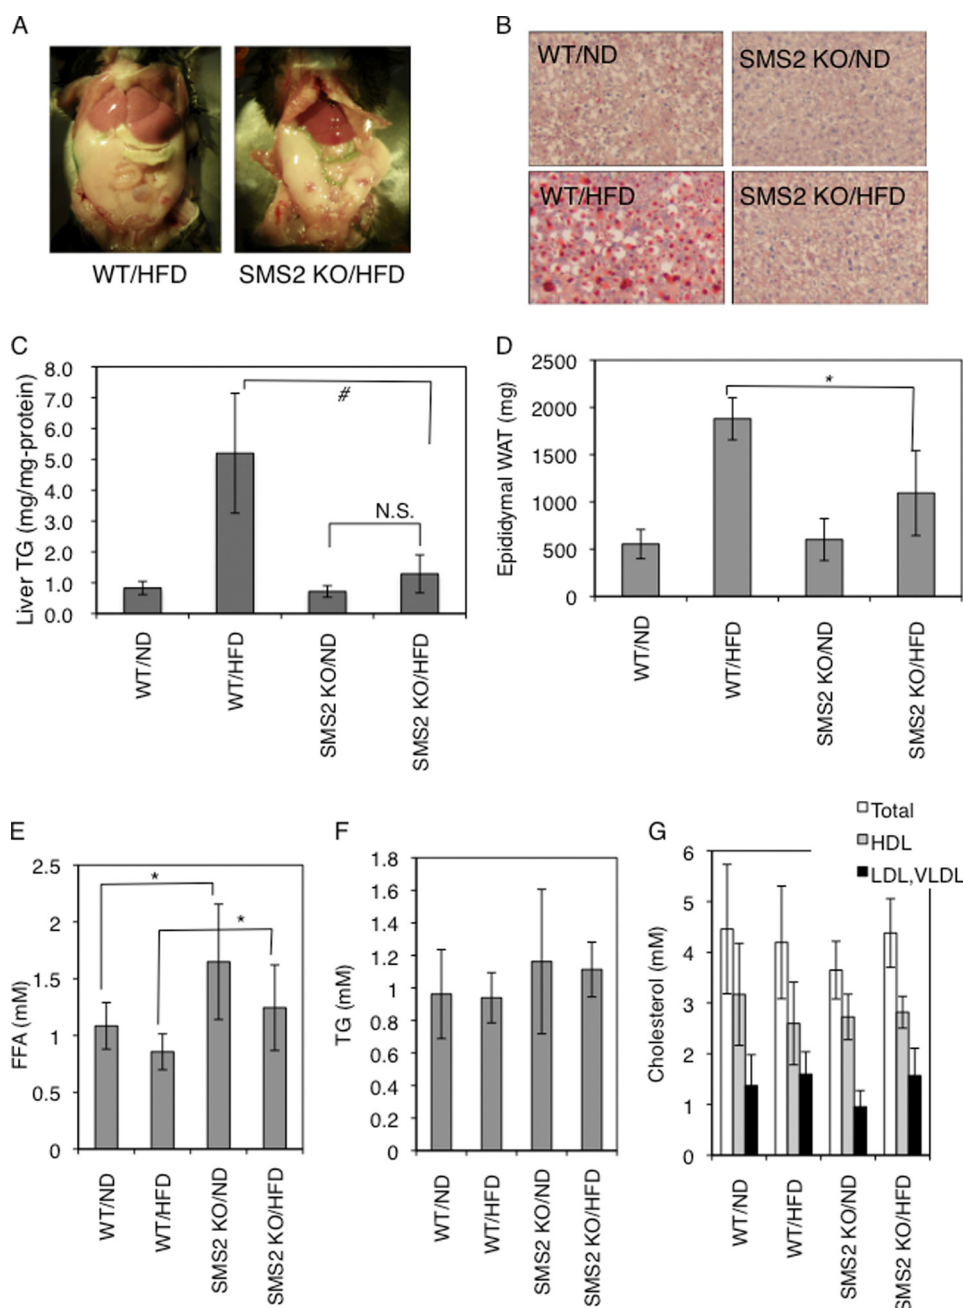 A
WT/HFD
SMS2 KO/HFD
B
WT/ND
SMS2 KO/ND
WT/HFD
SMS2 KO/HFD
C
Liver TG (mg/mg-protein)
8.0
7.0
6.0
5.0
4.0
3.0
2.0
1.0
0.0
#
N.S.
WT/ND
WT/HFD
SMS2 KO/ND
SMS2 KO/HFD
D
Epididymal WAT (mg)
2500
2000
1500
1000
500
0
*
WT/ND
WT/HFD
SMS2 KO/ND
SMS2 KO/HFD
E
FFA (mM)
2.5
2
1.5
1
0.5
0
*
*
WT/ND
WT/HFD
SMS2 KO/ND
SMS2 KO/HFD
F
TG (mM)
1.8
1.6
1.4
1.2
1
0.8
0.6
0.4
0.2
0
WT/ND
WT/HFD
SMS2 KO/ND
SMS2 KO/HFD
G
Total
HDL
LDL,VLDL
Cholesterol (mM)
6
5
4
3
2
1
0
WT/ND
WT/HFD
SMS2 KO/ND
SMS2 KO/HFD